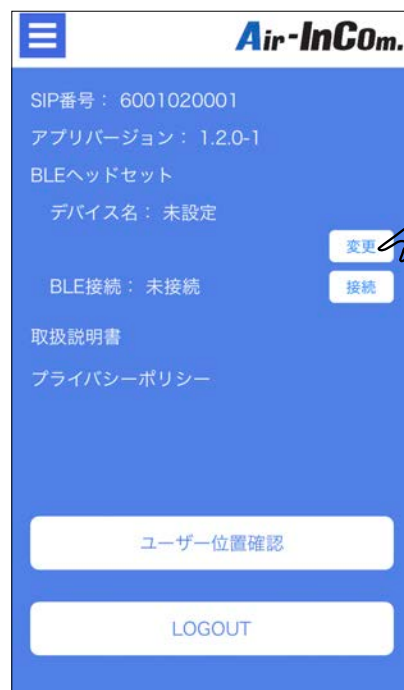 Air-InCom.
SIP番号： 6001020001
アプリバージョン： 1.2.0-1
BLEヘッドセット
デバイス名： 未設定
変更
BLE接続： 未接続
接続
取扱説明書
プライバシーポリシー
ユーザー位置確認
LOGOUT